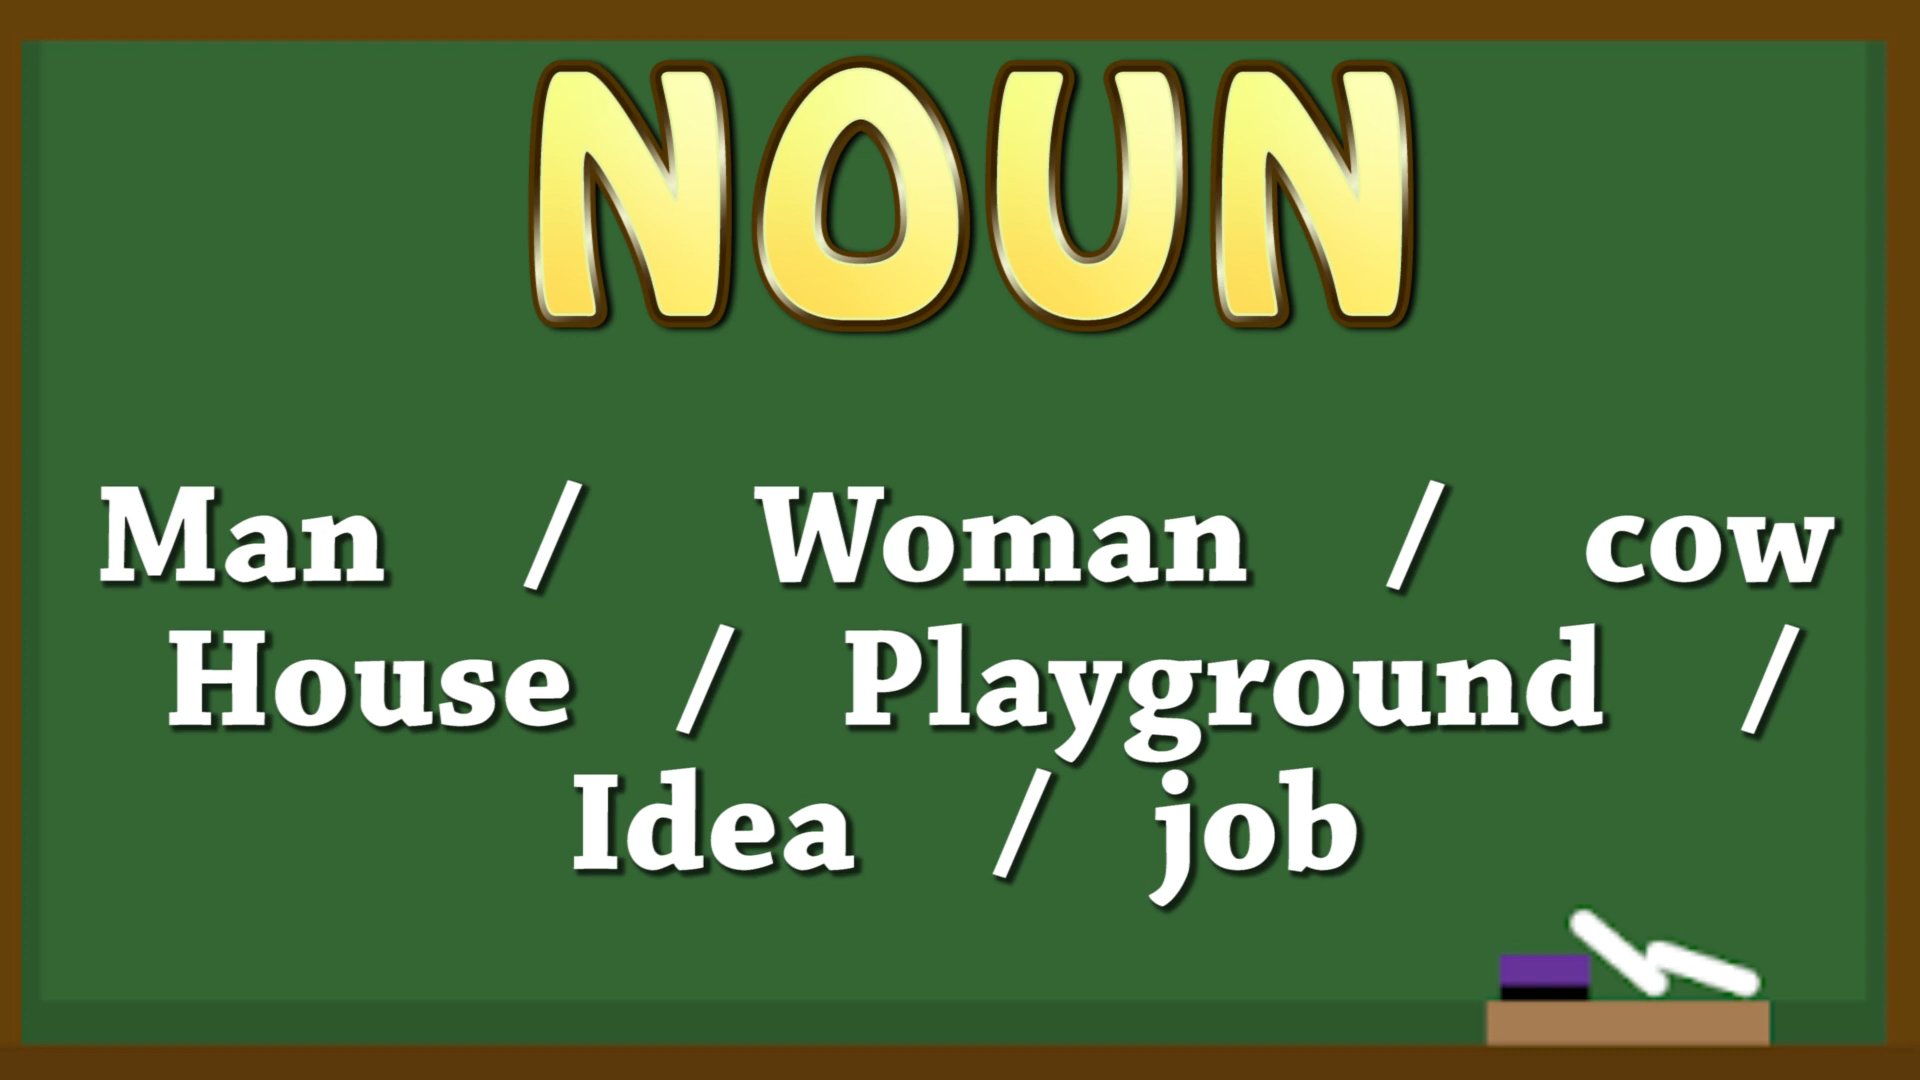 NOUN
Man / Woman / cow
House / Playground /
Idea / job